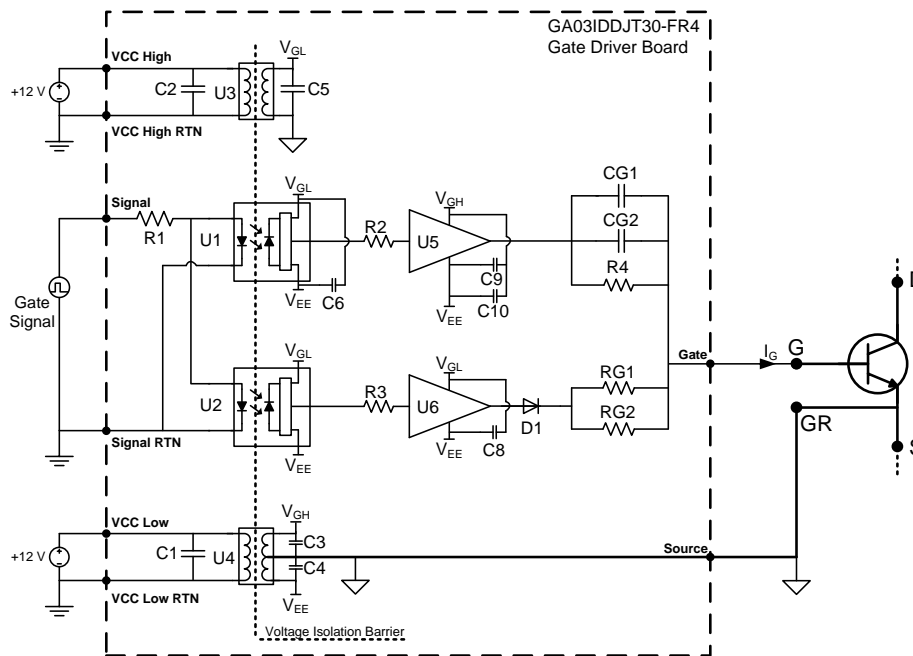 GA03IDDJT30-FR4
Gate Driver Board
VCC High
VGL
+12 V
C2
U3
C5
VCC High RTN
Signal
VGL
VGH
CG1
R1
U1
R2
U5
CG2
C6
VEE
C9
R4
C10
VEE
Gate
Signal
D
VGL
VGL
Gate
IG
G
R3
RG1
U2
U6
D1
RG2
GR
Signal RTN
VEE
VEE
C8
S
VCC Low
VGH
+12 V
C1
U4
C3
C4
Source
VCC Low RTN
VEE
Voltage Isolation Barrier